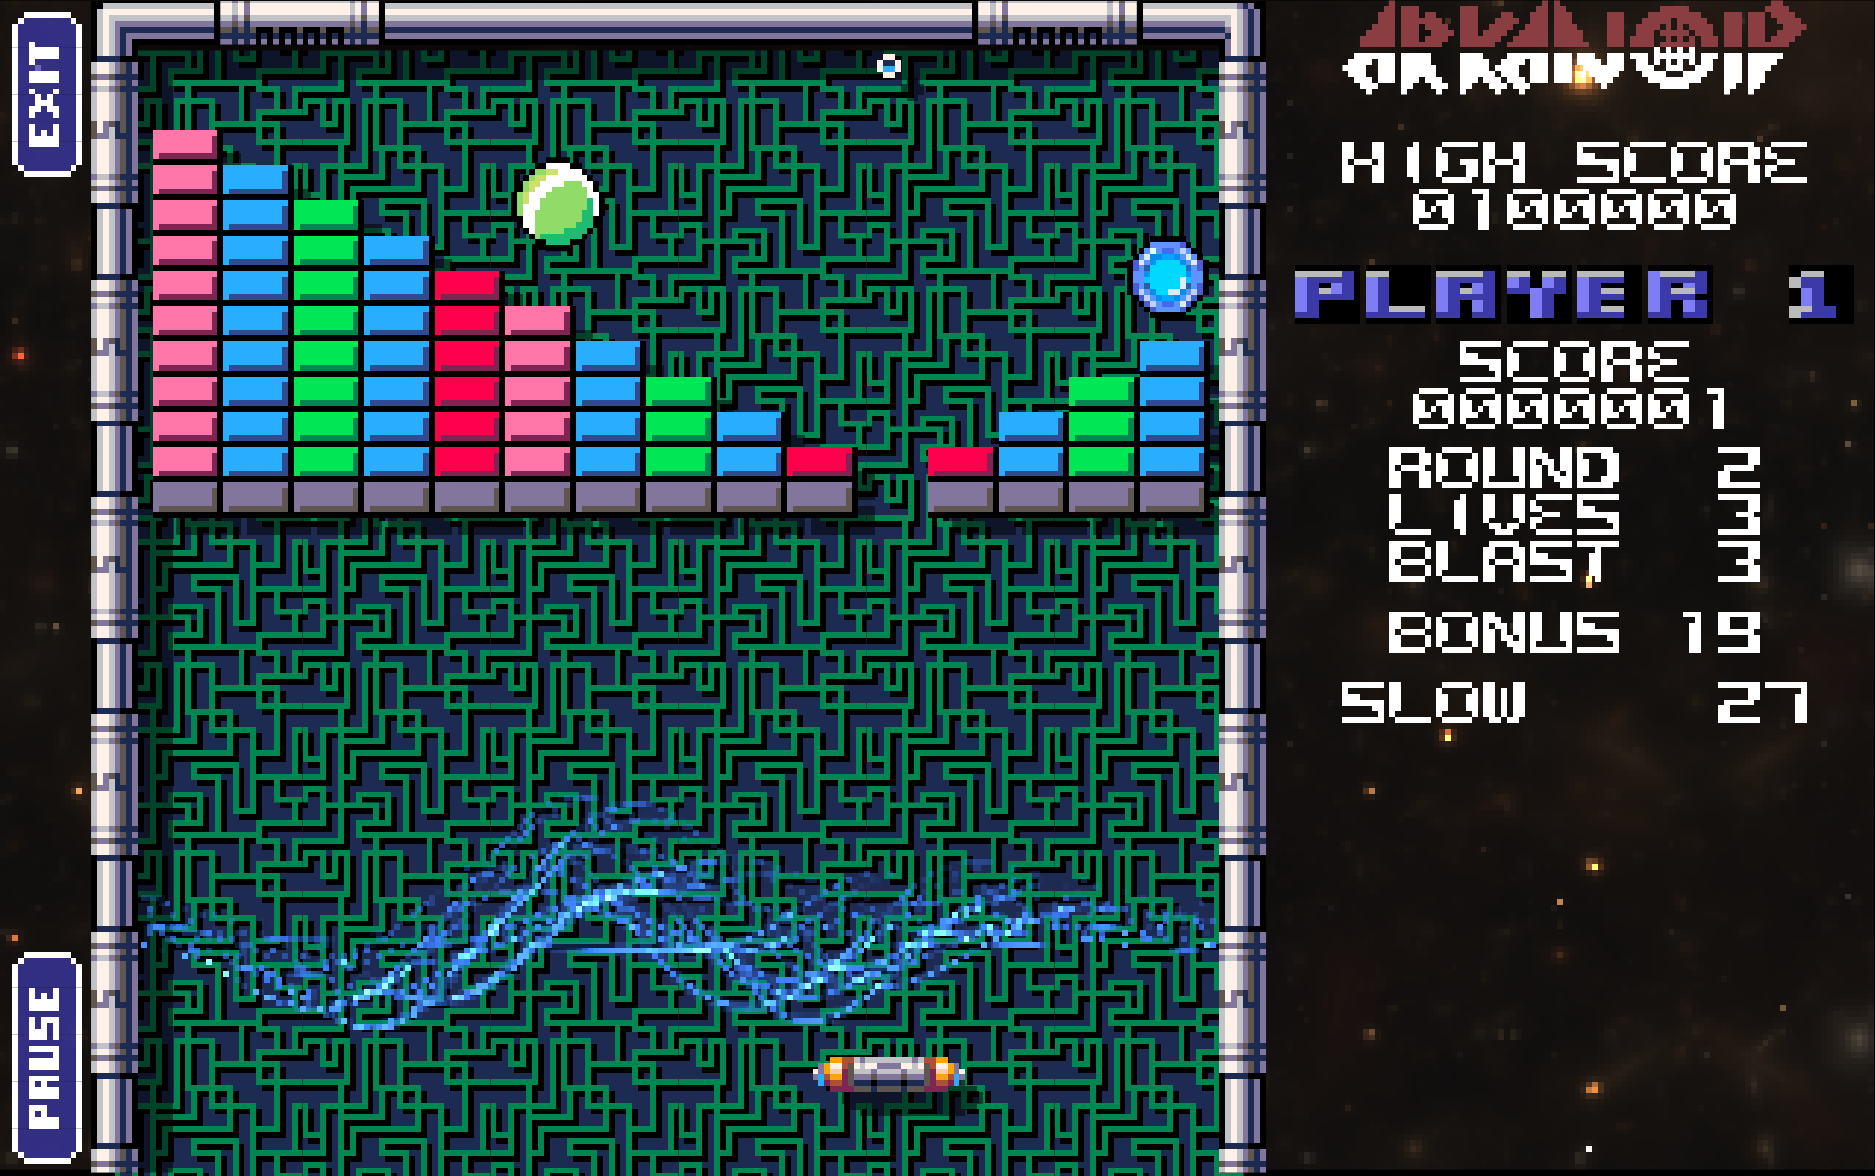 EXIT
PAUSE
ARKANOID
HIGH SCORE
0100000
PLAYER 1
SCORE
0000001
ROUND 2
LIVES 3
BLAST 3
BONUS 19
SLOW 27